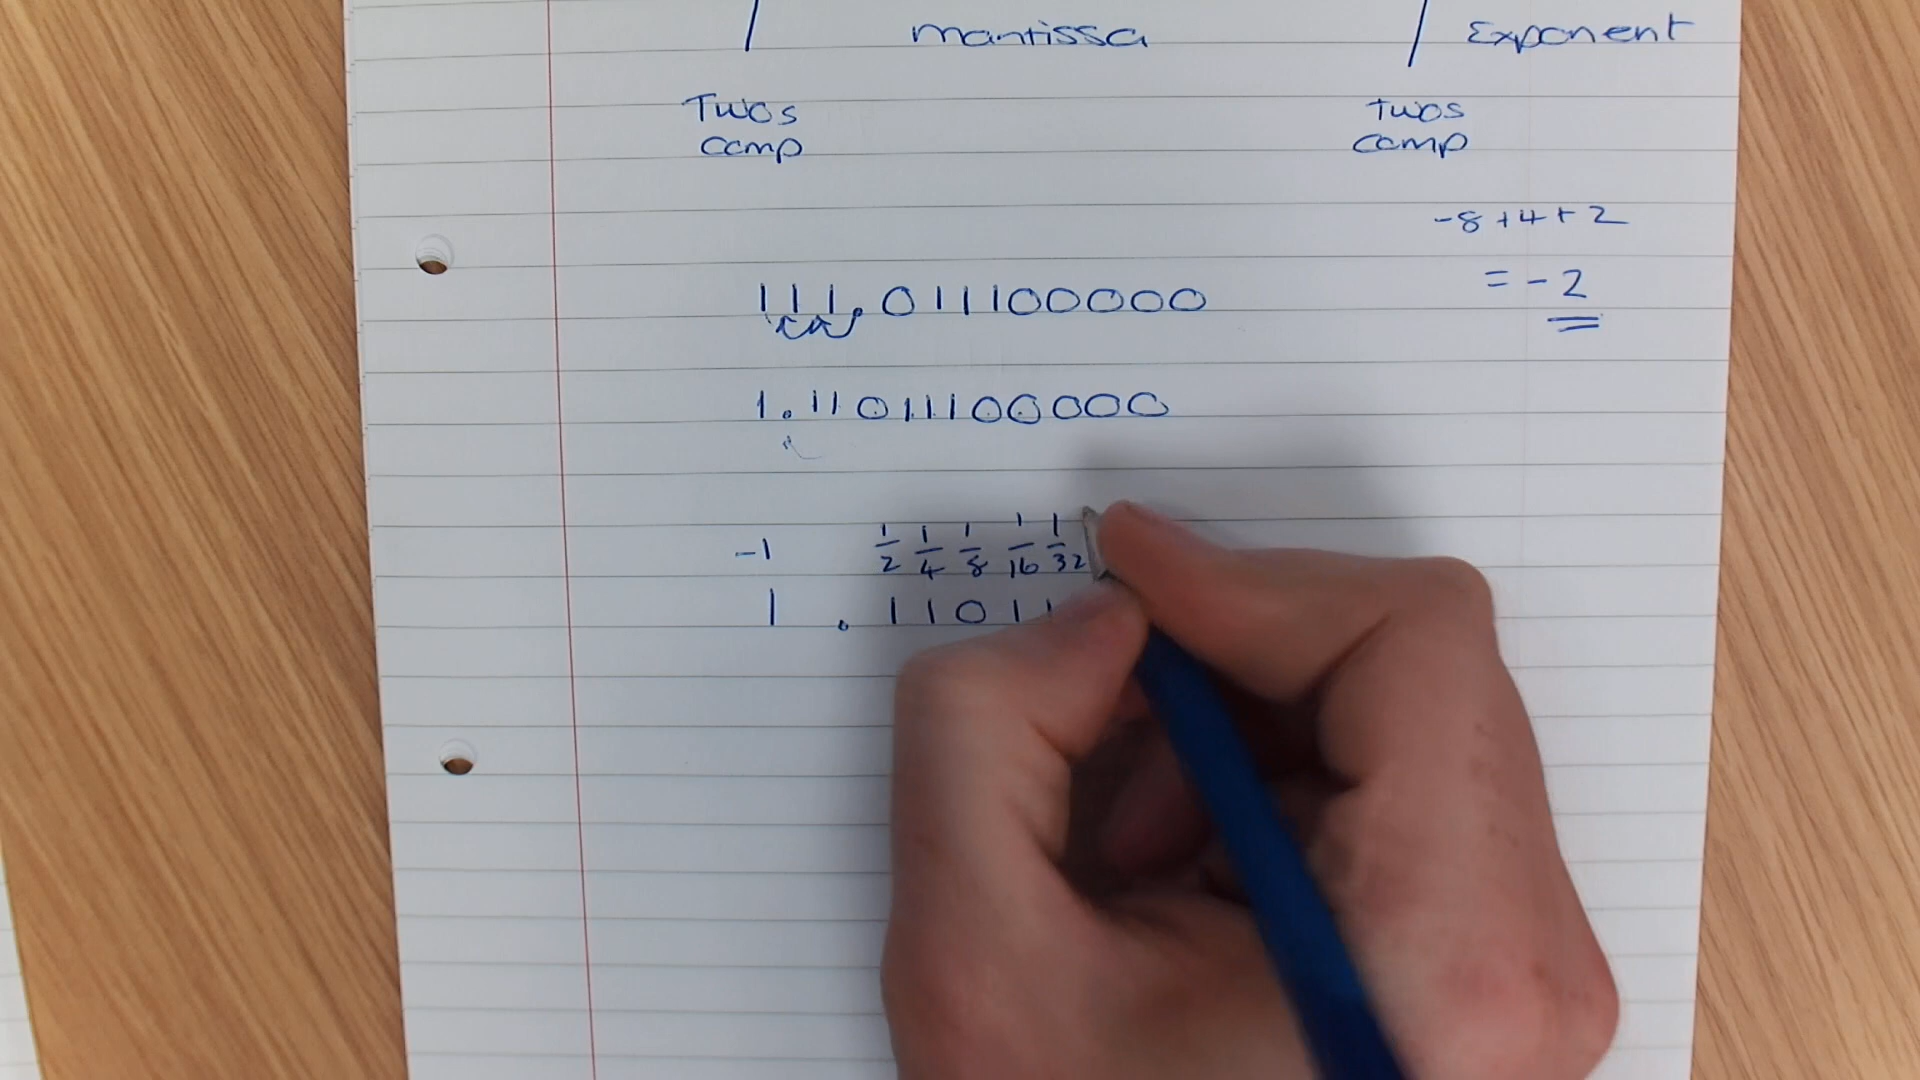 / mantissa / Exponent
Twos twos
comp comp
-8+4+2
111.011100000 = -2
1.11011100000
-1 1/2 1/4 1/8 1/16 1/32
1 . 11011